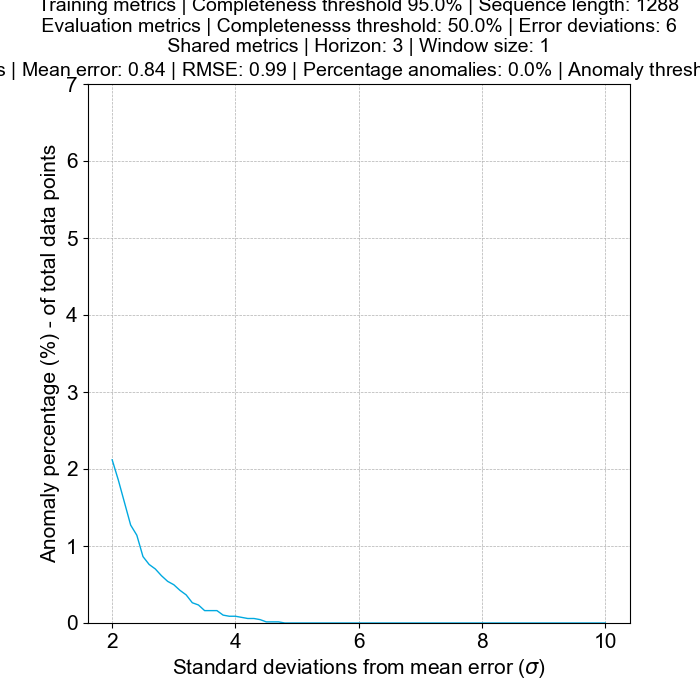 Training metrics | Completeness threshold 95.0% | Sequence length: 1288
Evaluation metrics | Completenesss threshold: 50.0% | Error deviations: 6
Shared metrics | Horizon: 3 | Window size: 1
s | Mean error: 0.84 | RMSE: 0.99 | Percentage anomalies: 0.0% | Anomaly thresh
7
6
5
4
3
2
1
0
Anomaly percentage (%) - of total data points
2 4 6 8 10
Standard deviations from mean error (σ)